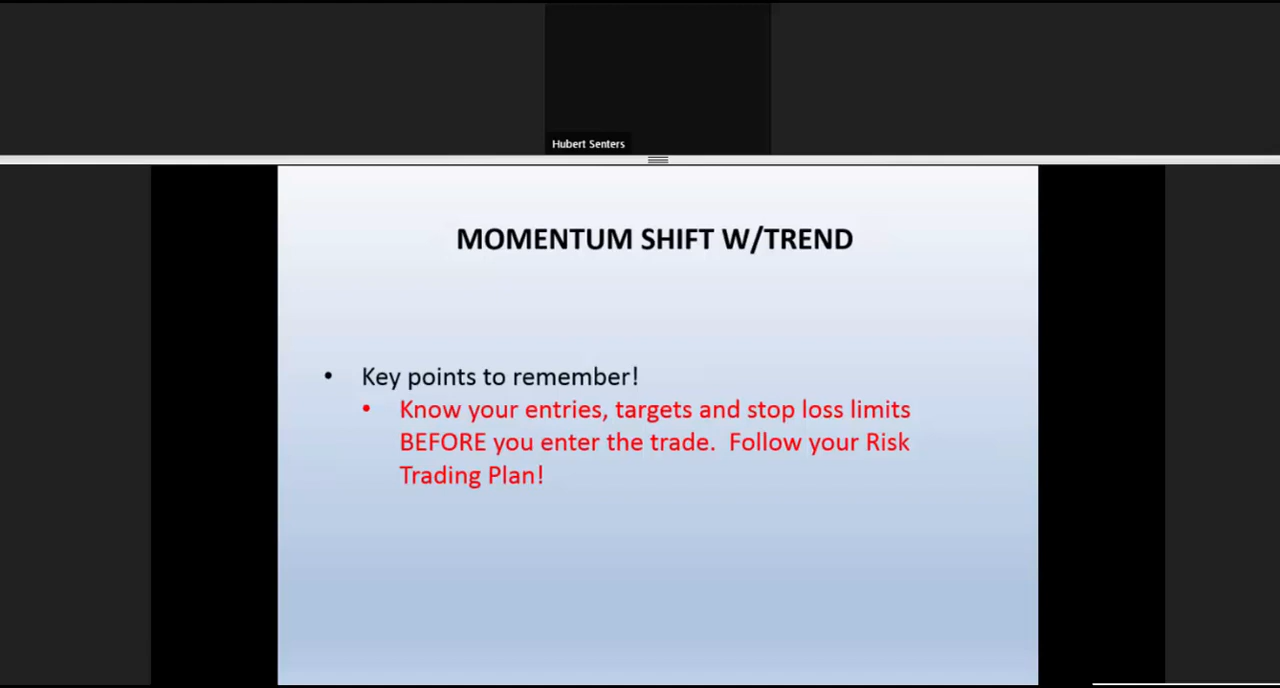 Hubert Senters
MOMENTUM SHIFT W/TREND
• Key points to remember!
• Know your entries, targets and stop loss limits
BEFORE you enter the trade.  Follow your Risk
Trading Plan!